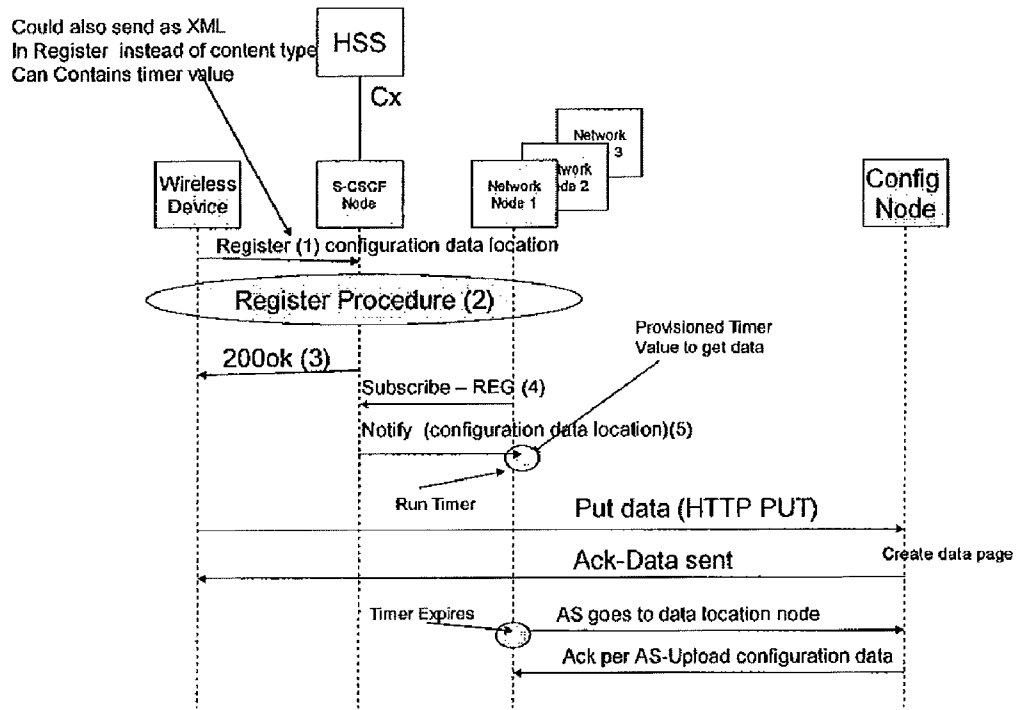 Could also send as XML
In Register instead of content type
Can Contains timer value
HSS
Cx
Network
3
Network
Node 2
Wireless
Device
S-CSCF
Node
Network
Node 1
Config
Node
Register (1) configuration data location
Register Procedure (2)
Provisioned Timer
Value to get data
200ok (3)
Subscribe – REG (4)
Notify (configuration data location)(5)
Run Timer
Put data (HTTP PUT)
Create data page
Ack-Data sent
Timer Expires
AS goes to data location node
Ack per AS-Upload configuration data